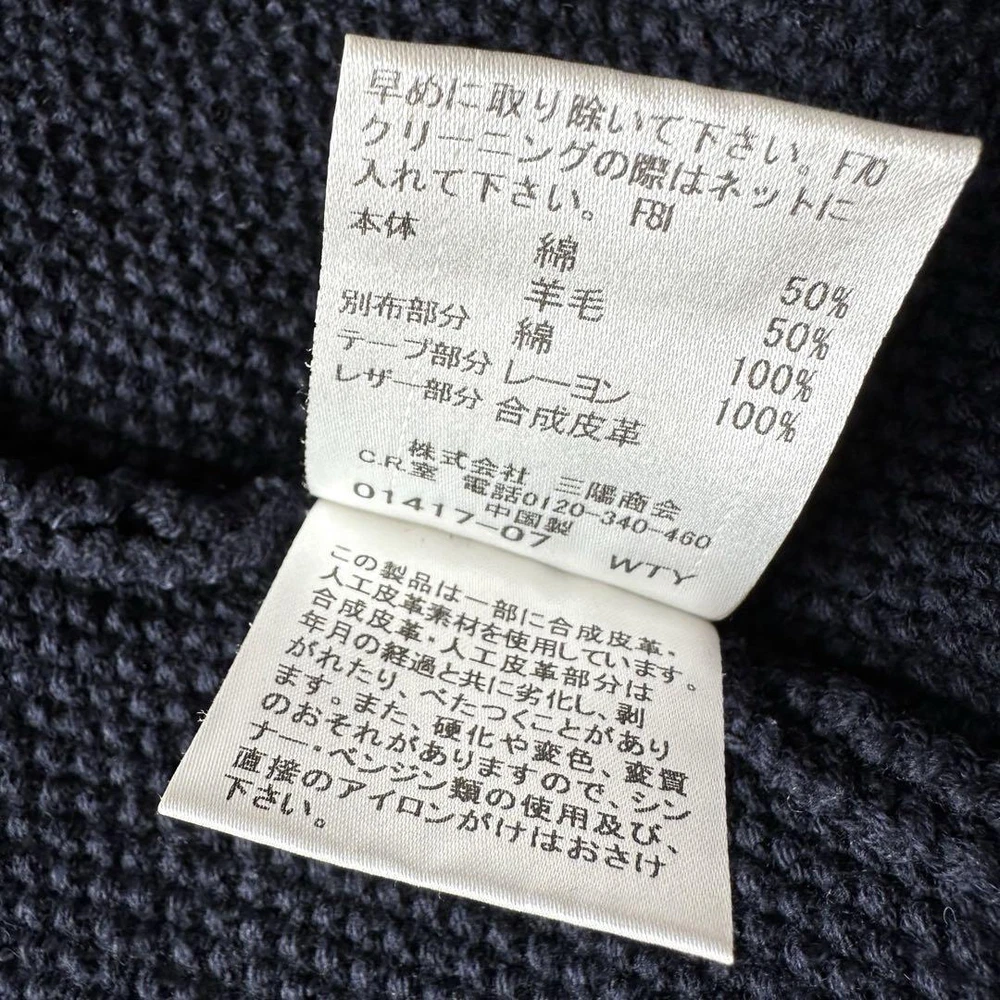 早めに取り除いて下さい。F70
クリーニングの際はネットに
入れて下さい。 F81
本体 綿 50%
羊毛 50%
別布部分 綿 100%
テープ部分 レーヨン 100%
レザー部分 合成皮革
株式会社 三陽商会
C.R.室 電話0120-340-460
中国製
01417-07 WTY
この製品は一部に合成皮革・
人工皮革素材を使用しています。
合成皮革・人工皮革部分は
年月の経過と共に劣化し、剥
がれたり、べたつくことがあり
ます。また、硬化や変色、変質
のおそれがありますので、シン
ナー・ベンジン類の使用及び、
直接のアイロンがけはおさけ
下さい。